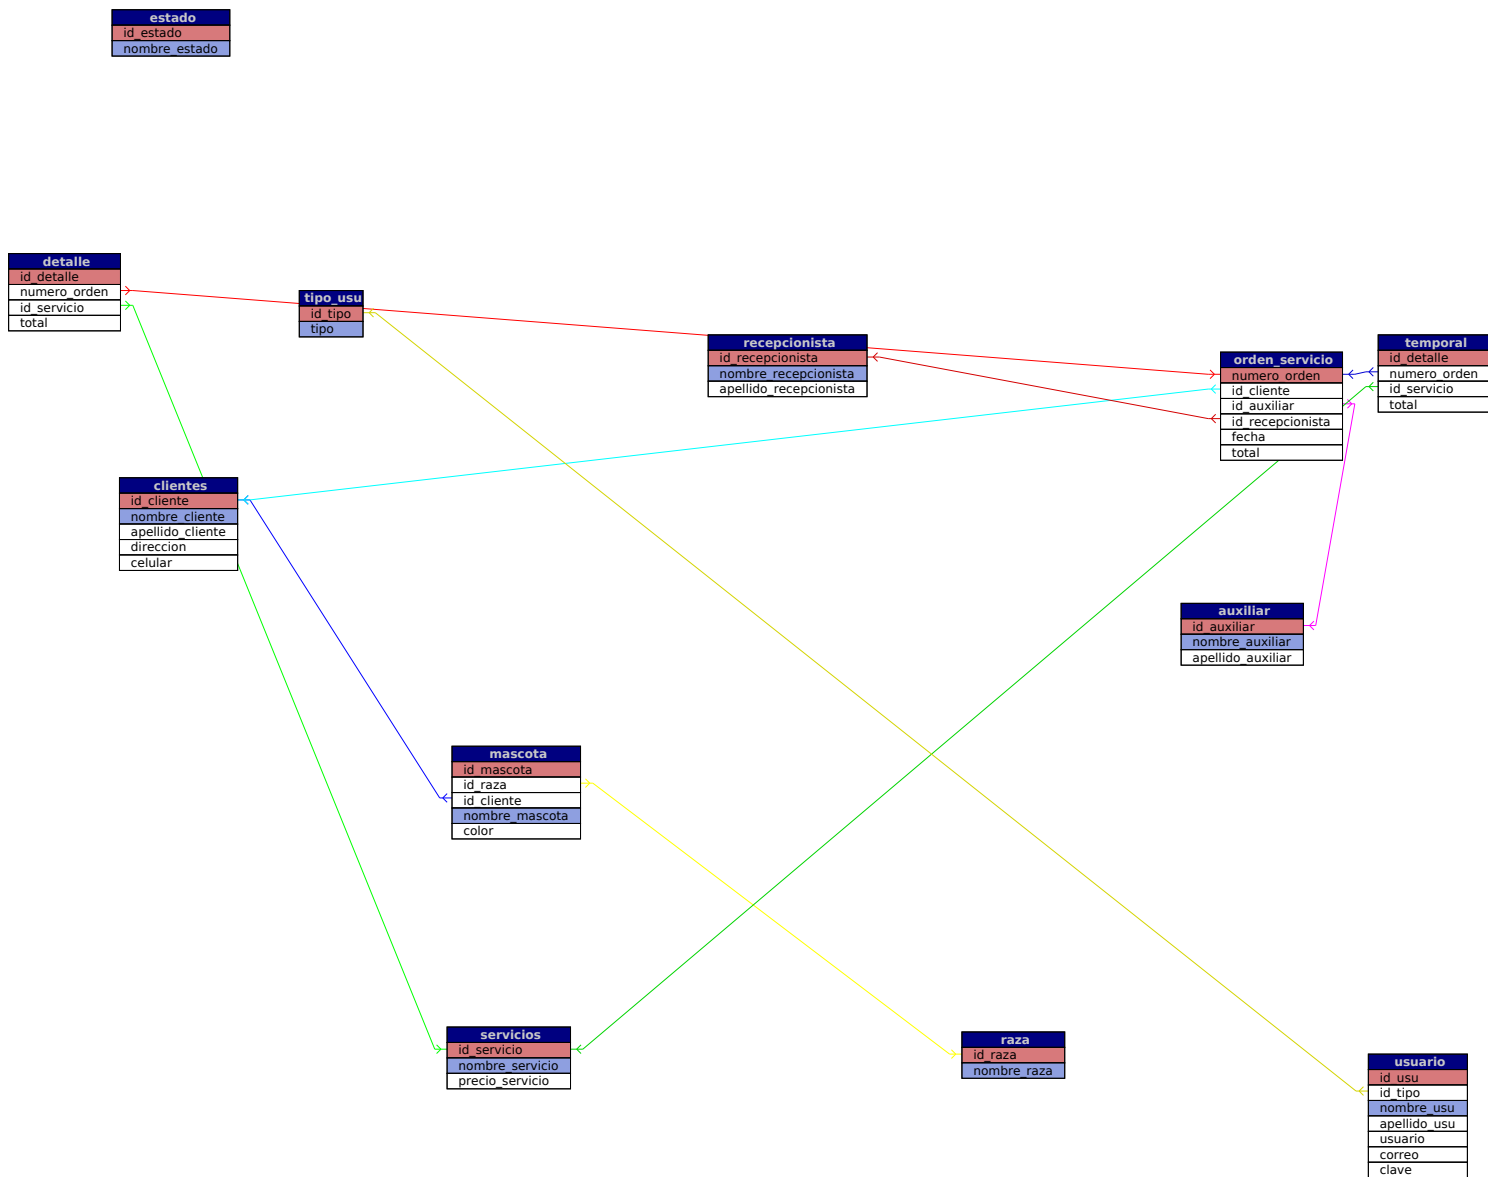 estado
id_estado
nombre_estado
detalle
id_detalle
numero_orden
id_servicio
total
tipo_usu
id_tipo
tipo
recepcionista
id_recepcionista
nombre_recepcionista
apellido_recepcionista
orden_servicio
numero_orden
id_cliente
id_auxiliar
id_recepcionista
fecha
total
temporal
id_detalle
numero_orden
id_servicio
total
clientes
id_cliente
nombre_cliente
apellido_cliente
direccion
celular
auxiliar
id_auxiliar
nombre_auxiliar
apellido_auxiliar
mascota
id_mascota
id_raza
id_cliente
nombre_mascota
color
servicios
id_servicio
nombre_servicio
precio_servicio
raza
id_raza
nombre_raza
usuario
id_usu
id_tipo
nombre_usu
apellido_usu
usuario
correo
clave